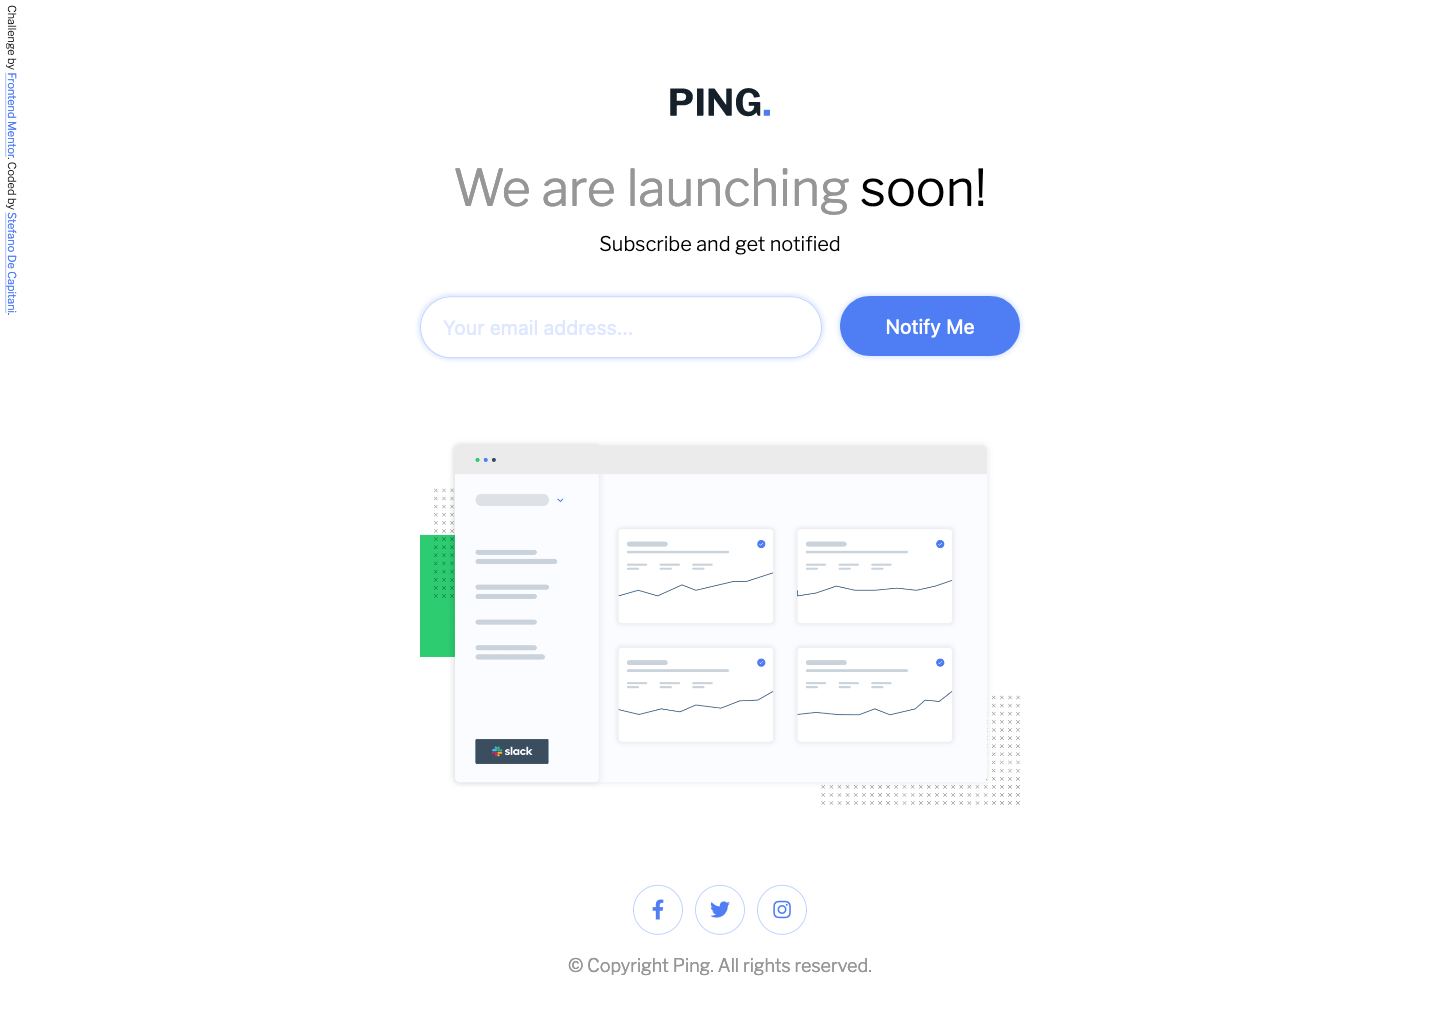 Challenge by Frontend Mentor. Coded by Stefano De Capitani.
PING.
We are launching soon!
Subscribe and get notified
Your email address...
Notify Me
slack
© Copyright Ping. All rights reserved.